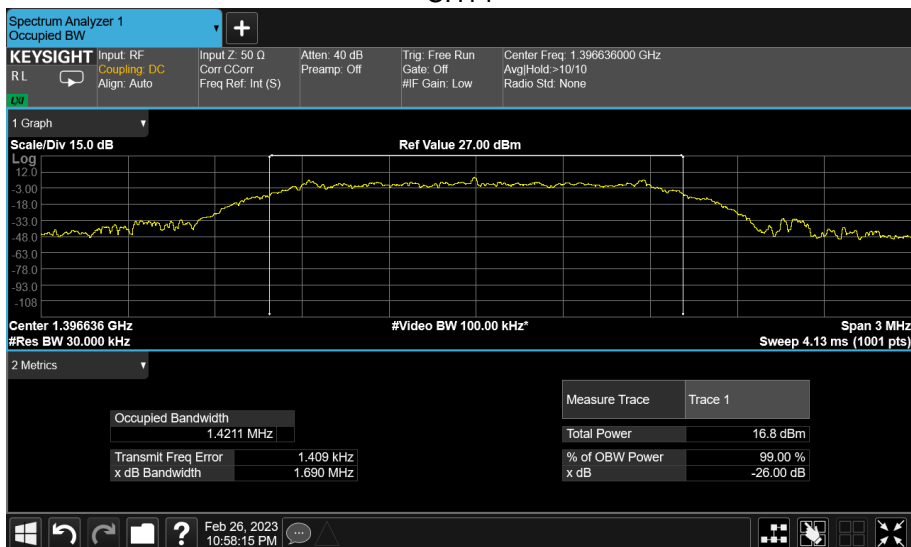 Spectrum Analyzer 1
Occupied BW
KEYSIGHT
RL
LXI
Input: RF
Coupling: DC
Align: Auto
Input Z: 50 Ω
Corr CCorr
Freq Ref: Int (S)
Atten: 40 dB
Preamp: Off
Trig: Free Run
Gate: Off
#IF Gain: Low
Center Freq: 1.396636000 GHz
Avg|Hold:>10/10
Radio Std: None
1 Graph
Scale/Div 15.0 dB
Ref Value 27.00 dBm
Log
12.0
-3.00
-18.0
-33.0
-48.0
-63.0
-78.0
-93.0
-108
Center 1.396636 GHz
#Video BW 100.00 kHz*
Span 3 MHz
#Res BW 30.000 kHz
Sweep 4.13 ms (1001 pts)
2 Metrics
Occupied Bandwidth
1.4211 MHz
Transmit Freq Error 1.409 kHz
x dB Bandwidth 1.690 MHz
Measure Trace Trace 1
Total Power 16.8 dBm
% of OBW Power 99.00 %
x dB -26.00 dB
?
Feb 26, 2023
10:58:15 PM